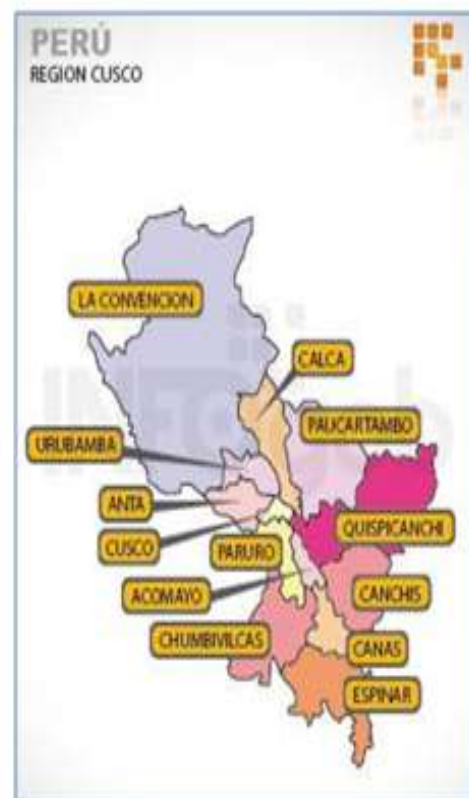 PERÚ
REGION CUSCO
LA CONVENCION
CALCA
PAUCARTAMBO
URUBAMBA
ANTA
QUISPICANCHI
CUSCO
PARURO
ACOMAYO
CANCHIS
CHUMBIVILCAS
CANAS
ESPINAR